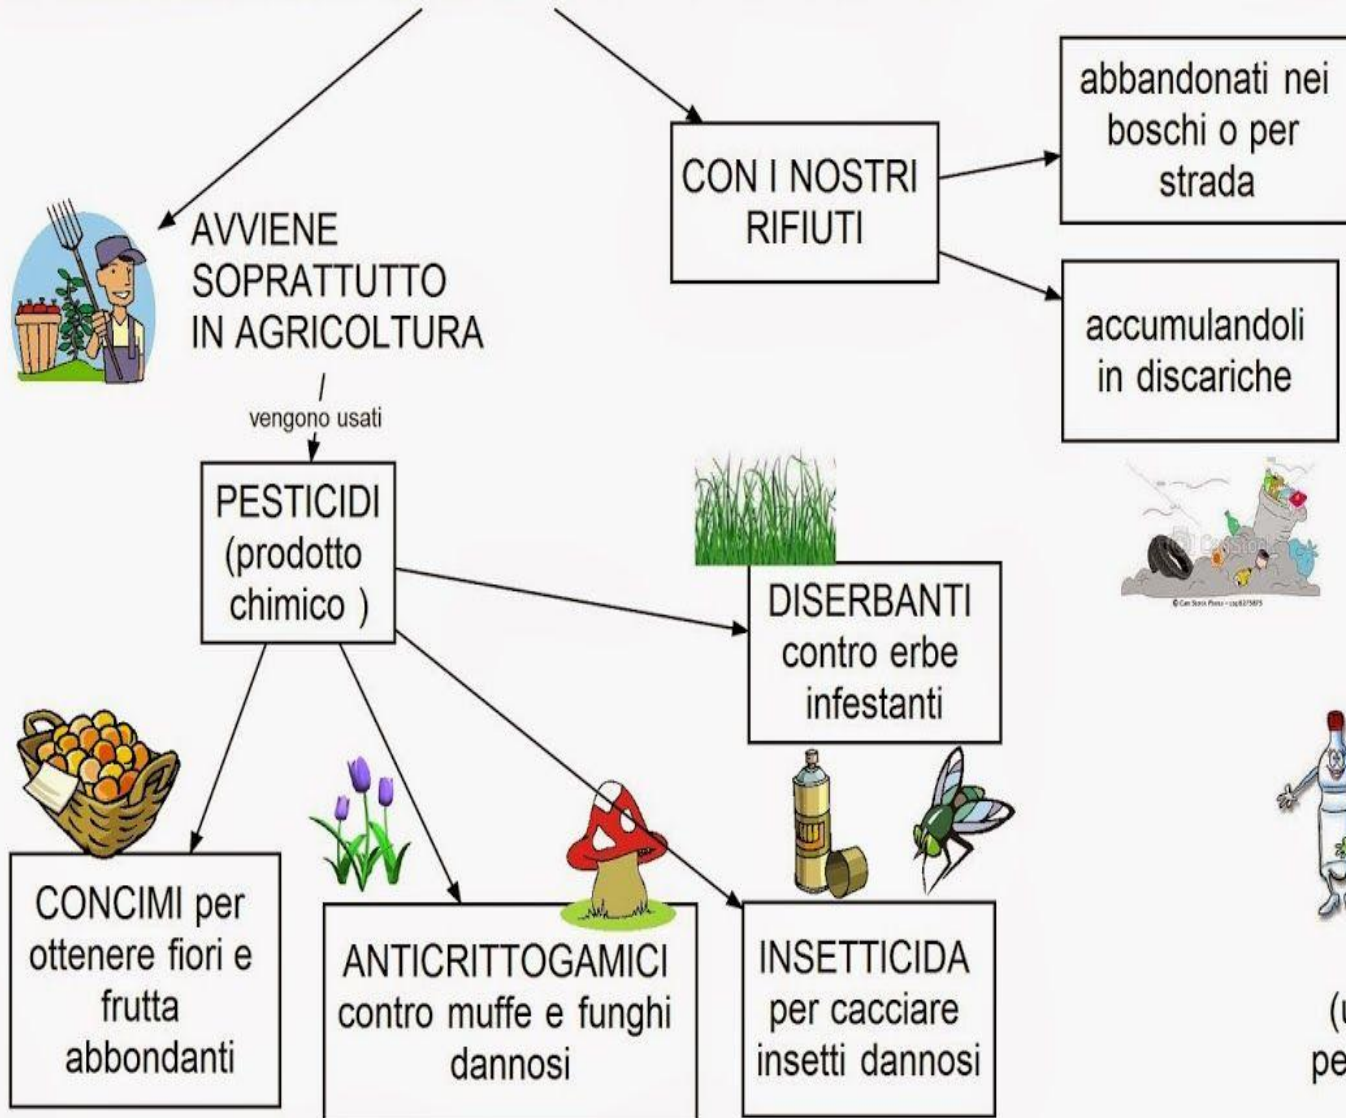 abbandonati nei
boschi o per
strada
CON I NOSTRI
RIFIUTI
AVVIENE
SOPRATTUTTO
IN AGRICOLTURA
accumulandoli
in discariche
vengono usati
PESTICIDI
(prodotto
chimico )
DISERBANTI
contro erbe
infestanti
CONCIMI per
ottenere fiori e
frutta
abbondanti
ANTICRITTOGAMICI
contro muffe e funghi
dannosi
INSETTICIDA
per cacciare
insetti dannosi